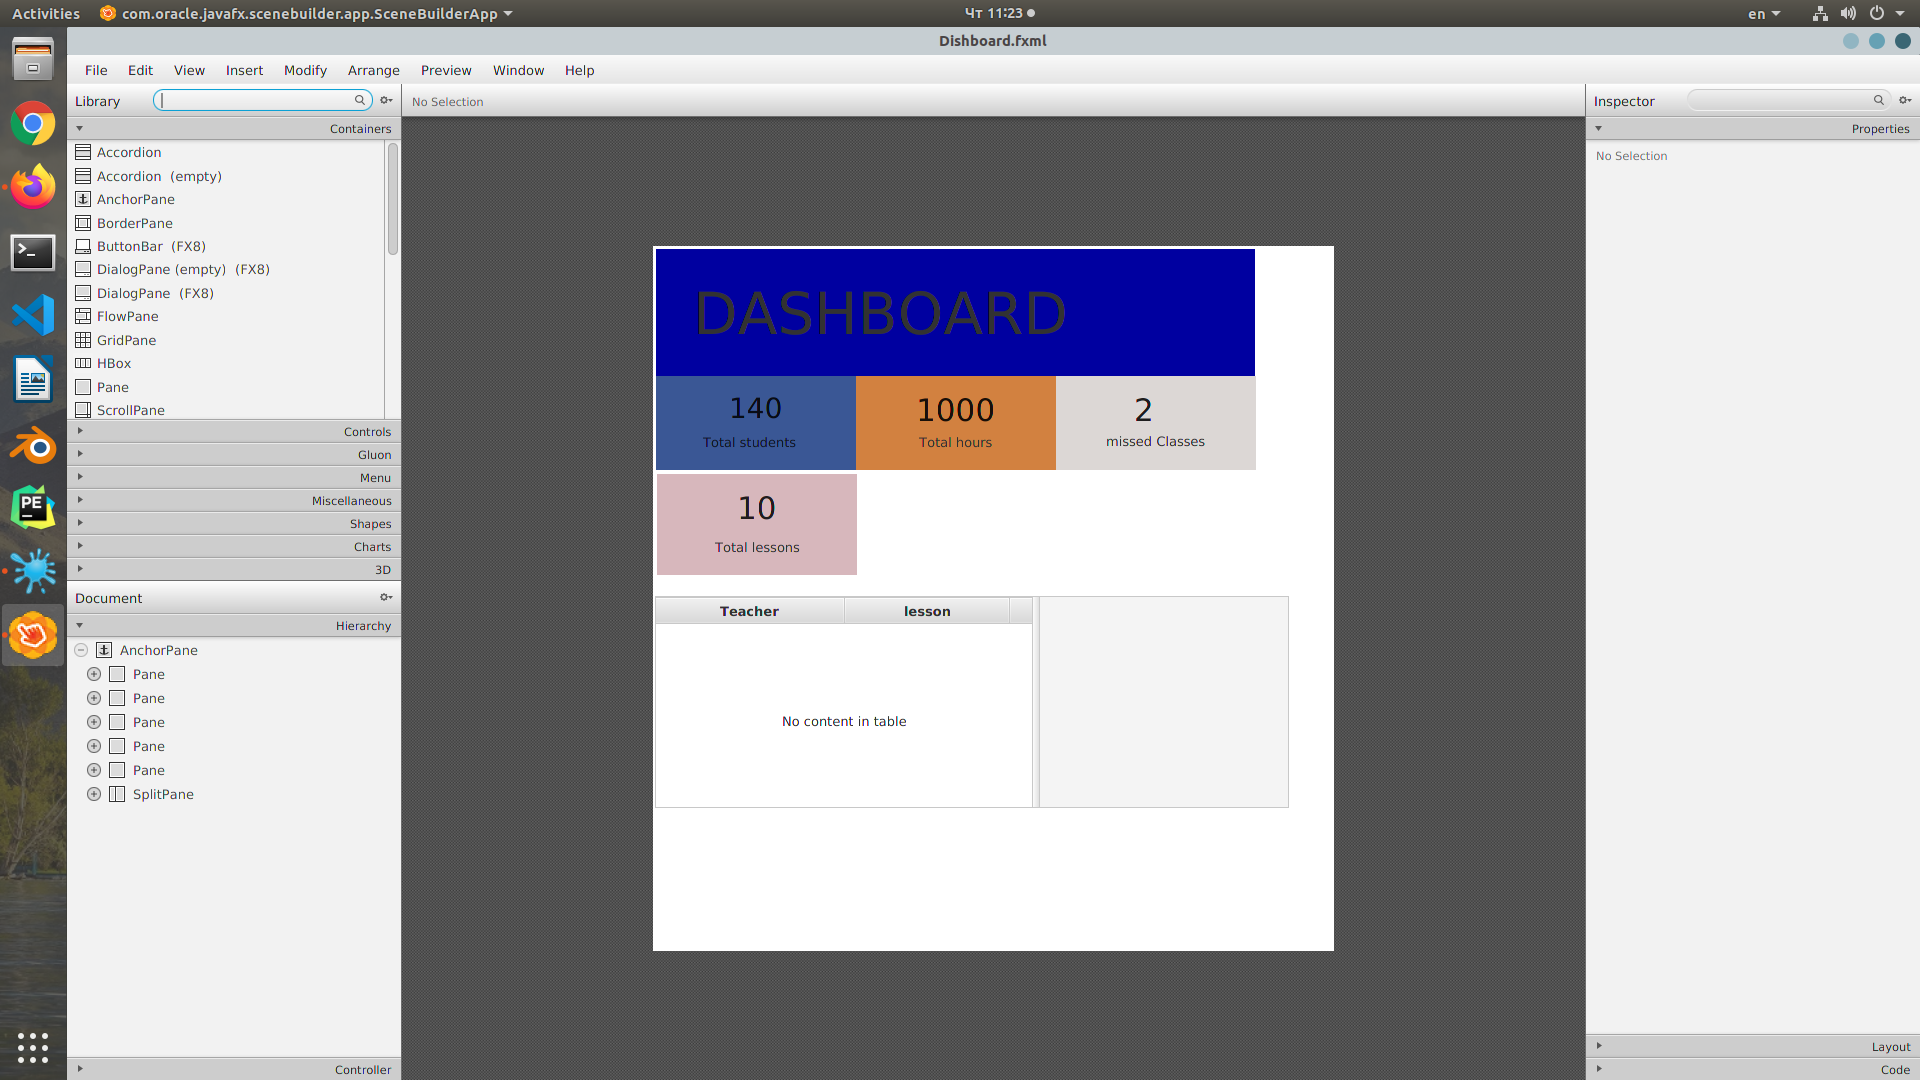 Activities com.oracle.javafx.scenebuilder.app.SceneBuilderApp Чт 11:23 en
Dishboard.fxml
File Edit View Insert Modify Arrange Preview Window Help
Library
No Selection
Inspector
Containers
Properties
Accordion
No Selection
Accordion (empty)
AnchorPane
BorderPane
ButtonBar (FX8)
DialogPane (empty) (FX8)
DialogPane (FX8)
FlowPane
GridPane
HBox
Pane
ScrollPane
Controls
Gluon
Menu
Miscellaneous
Shapes
Charts
3D
Document
Hierarchy
AnchorPane
Pane
Pane
Pane
Pane
Pane
SplitPane
Controller
DASHBOARD
140 1000 2
Total students Total hours missed Classes
10
Total lessons
Teacher lesson
No content in table
Layout
Code
PE